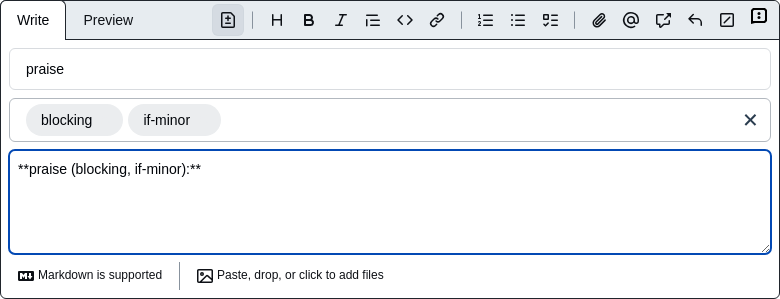 Write Preview
praise
blocking if-minor
**praise (blocking, if-minor):**
Markdown is supported Paste, drop, or click to add files